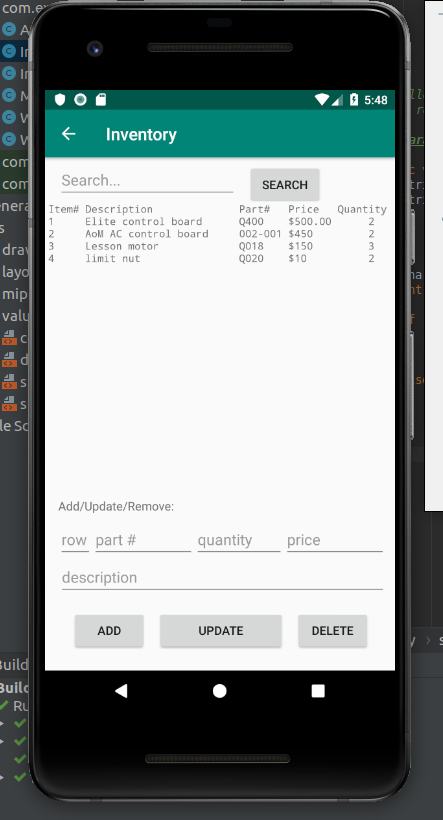 com.ex
5:48
Inventory
Search...
SEARCH
Item# Description Part# Price Quantity
1 Elite control board Q400 $500.00 2
2 AoM AC control board 002-001 $450 2
3 Lesson motor Q018 $150 3
4 limit nut Q020 $10 2
Add/Update/Remove:
row part # quantity price
description
ADD UPDATE DELETE